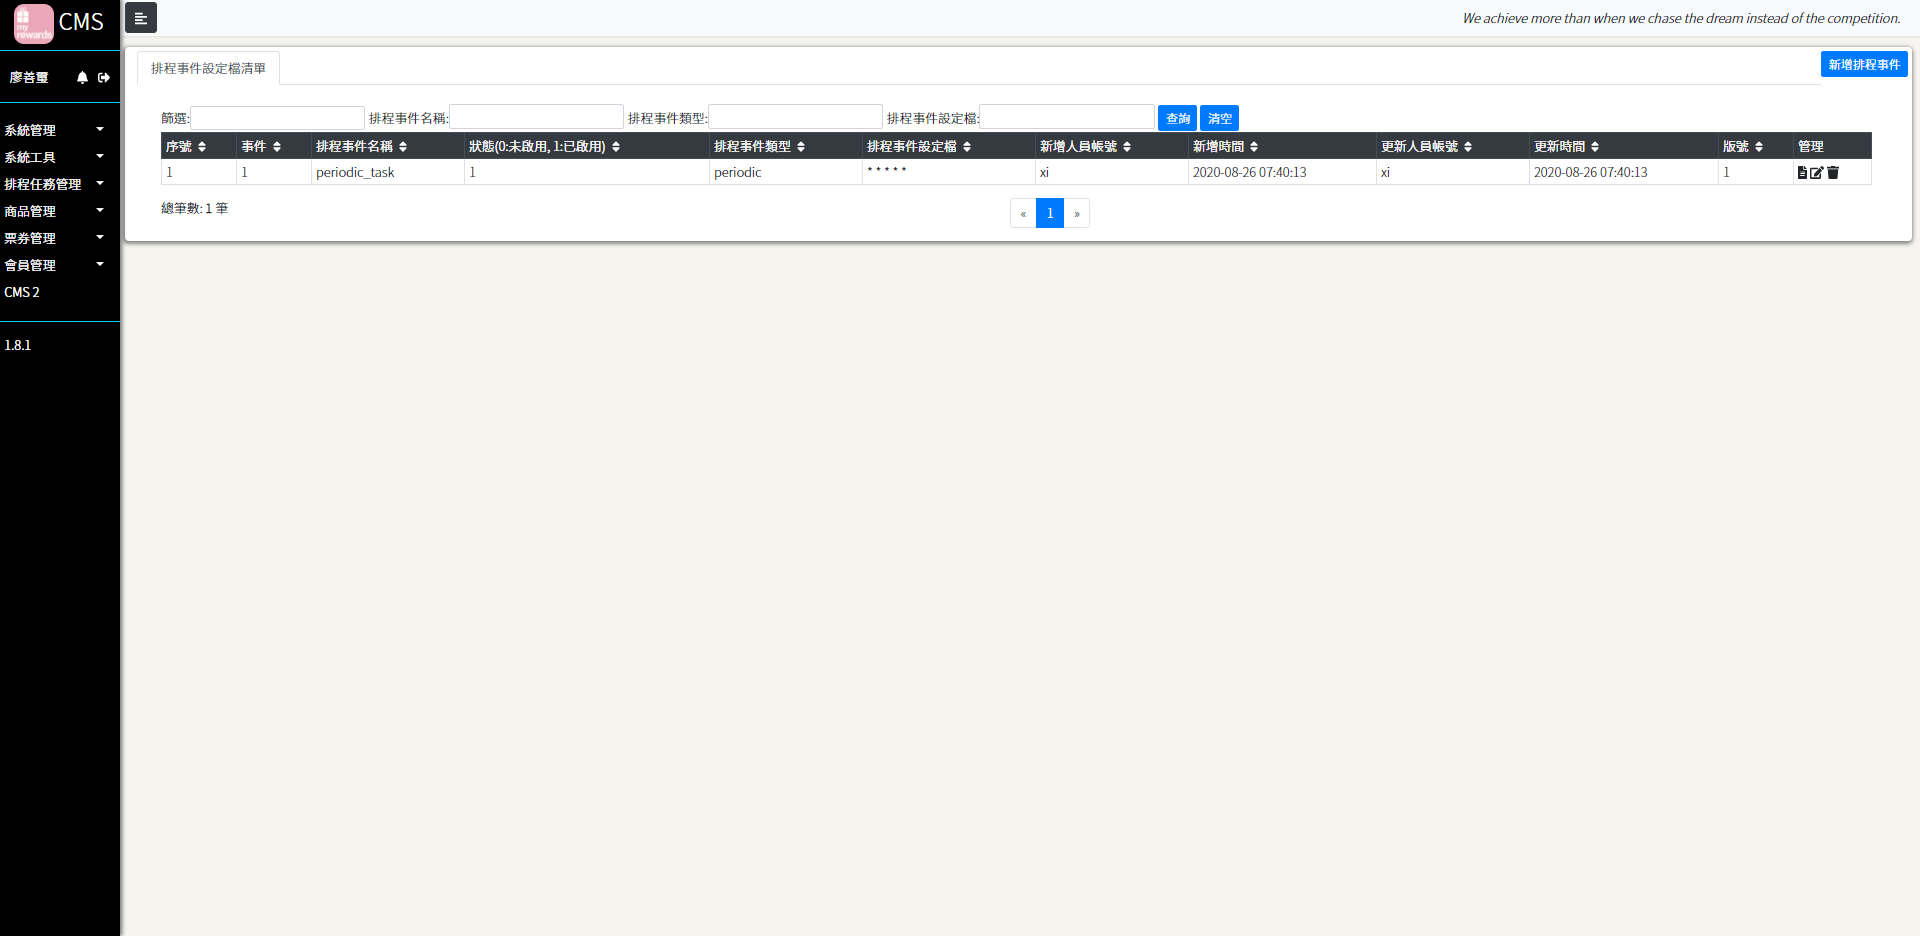 my
rewards
CMS
We achieve more than when we chase the dream instead of the competition.
廖善璽
系統管理
系統工具
排程任務管理
商品管理
票券管理
會員管理
CMS 2
1.8.1
排程事件設定檔清單
新增排程事件
篩選: 排程事件名稱: 排程事件類型: 排程事件設定檔: 查詢 清空
序號 事件 排程事件名稱 狀態(0:未啟用, 1:已啟用) 排程事件類型 排程事件設定檔 新增人員帳號 新增時間 更新人員帳號 更新時間 版號 管理
1 1 periodic_task 1 periodic * * * * * xi 2020-08-26 07:40:13 xi 2020-08-26 07:40:13 1
總筆數: 1 筆
« 1 »